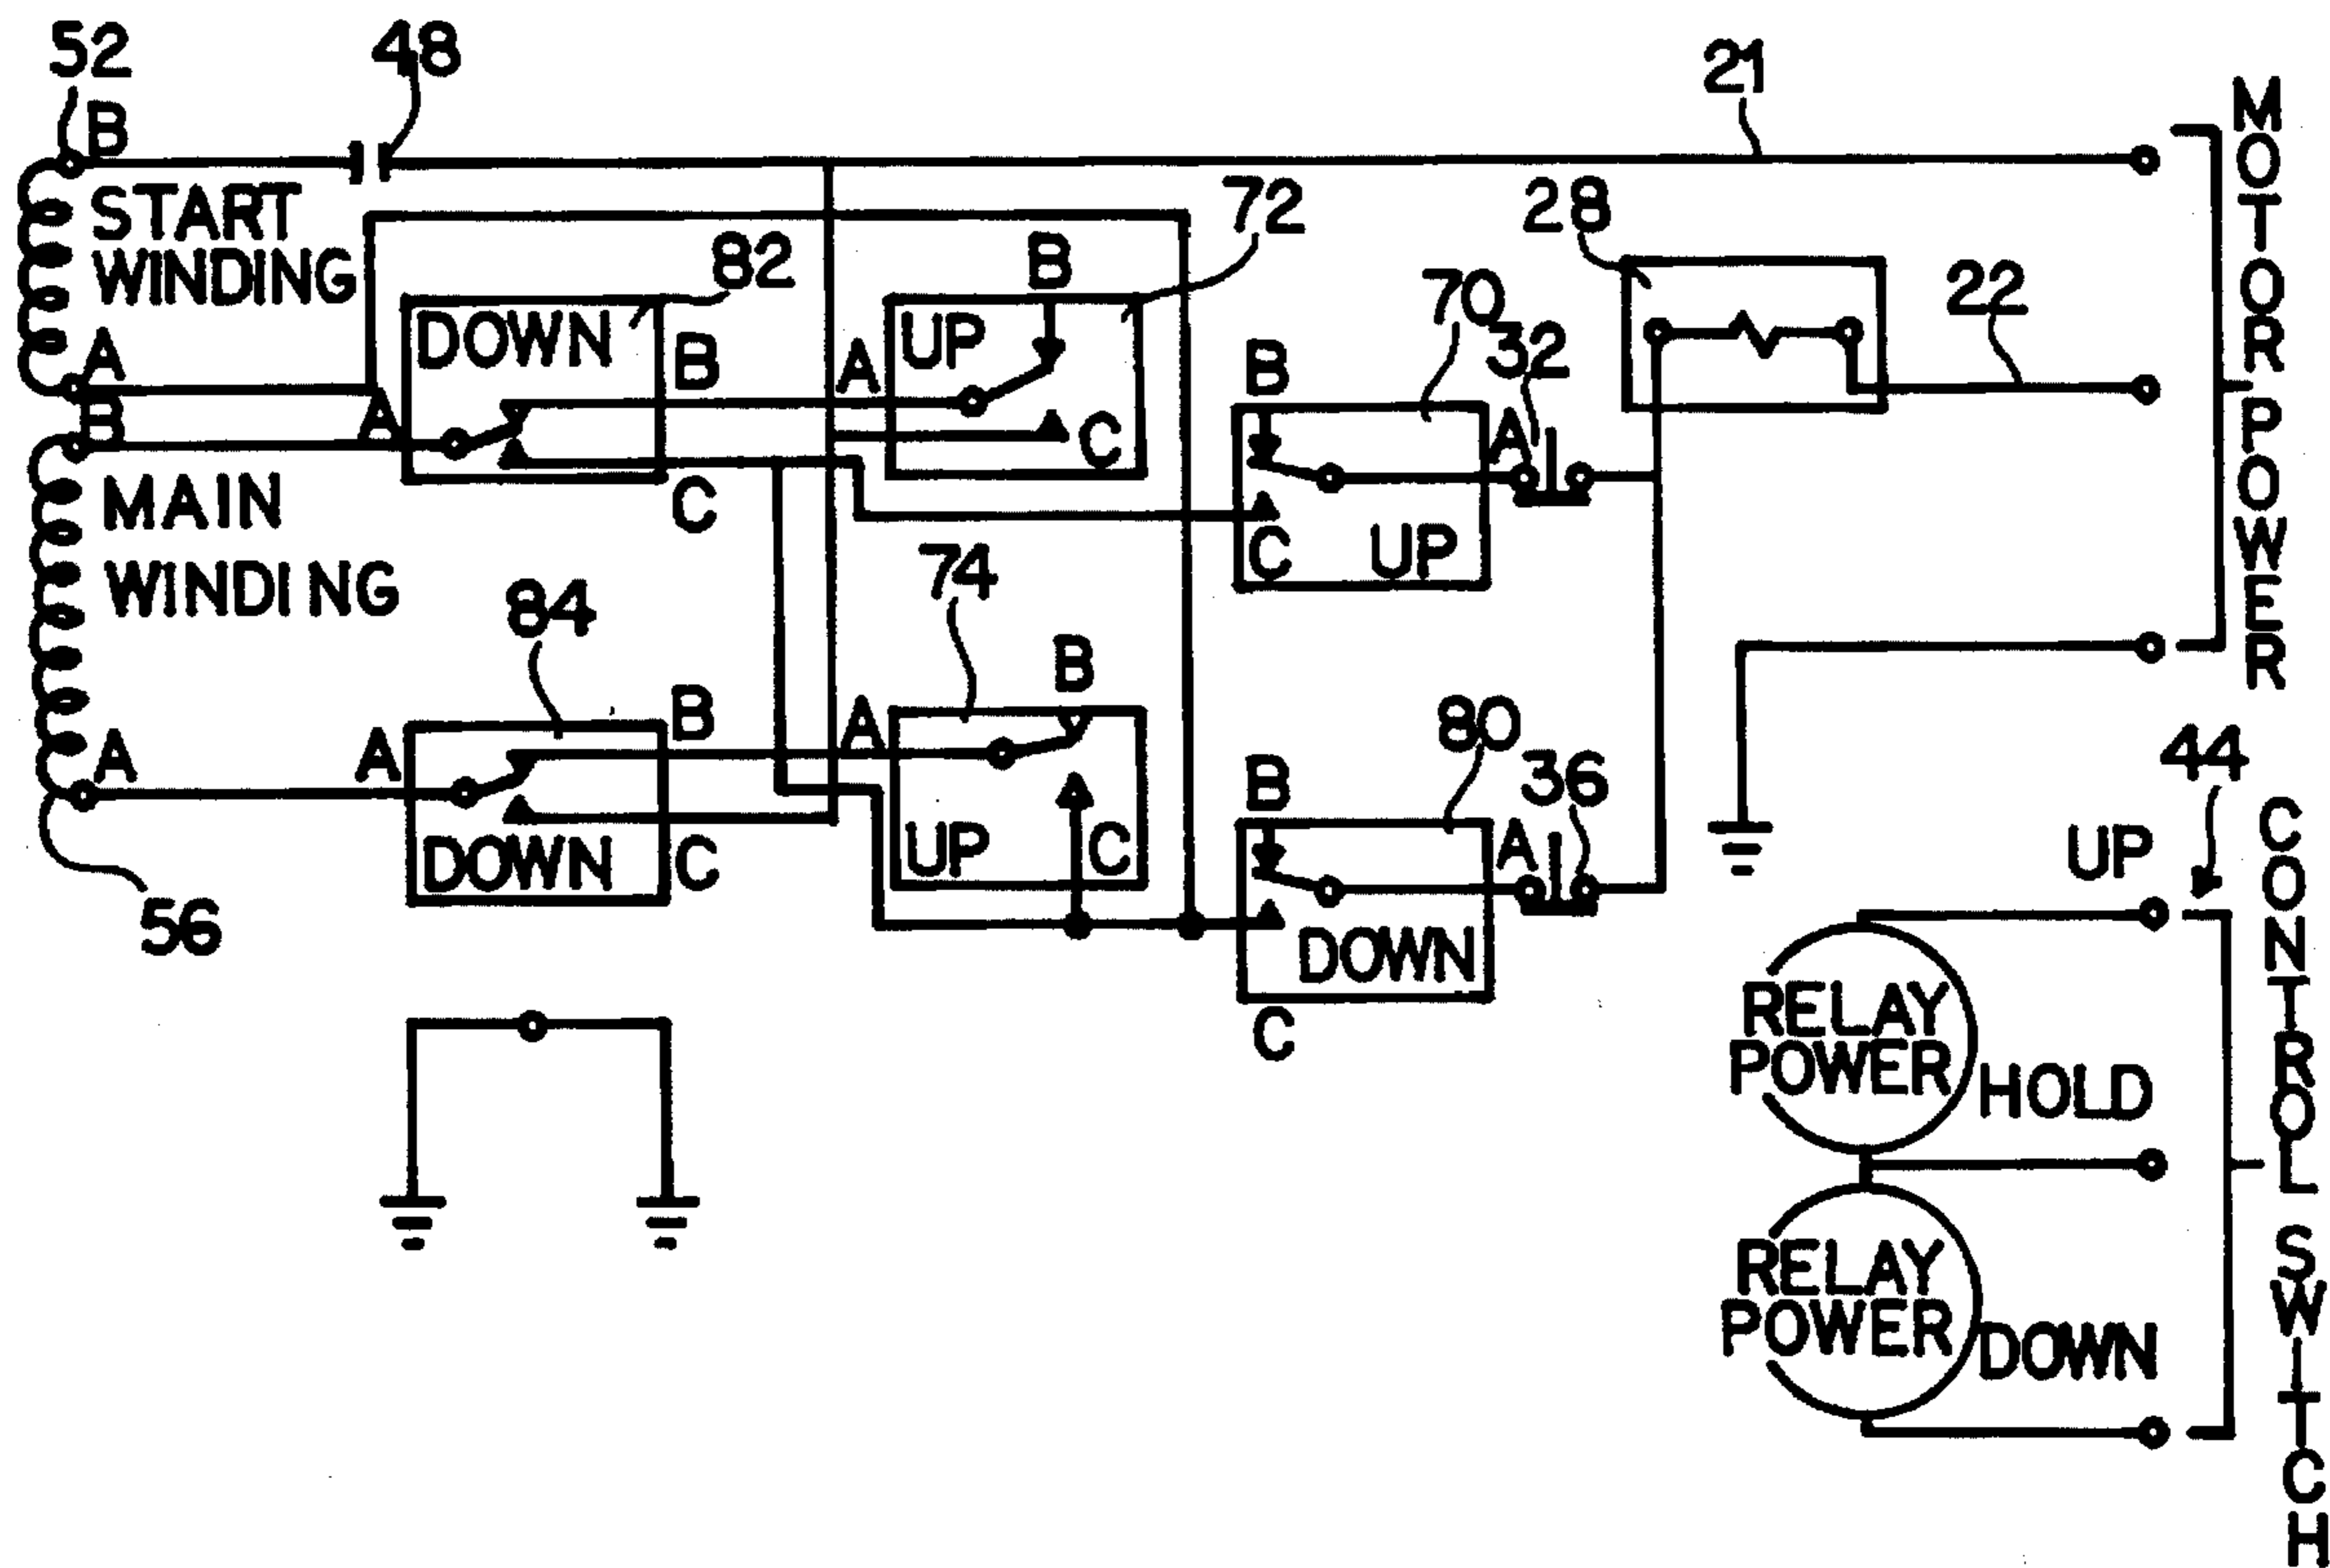 52
48
21
B
MOTOR POWER
START
WINDING
82
72
28
DOWN
B
UP
B
70
32
22
A
A
A
B
A
B
C
C
C
UP
MAIN
WINDING
84
74
B
B
80
36
44
A
A
A
B
A
DOWN
C
UP
C
DOWN
C
56
UP
CONTROL SWITCH
RELAY
POWER
HOLD
RELAY
POWER
DOWN